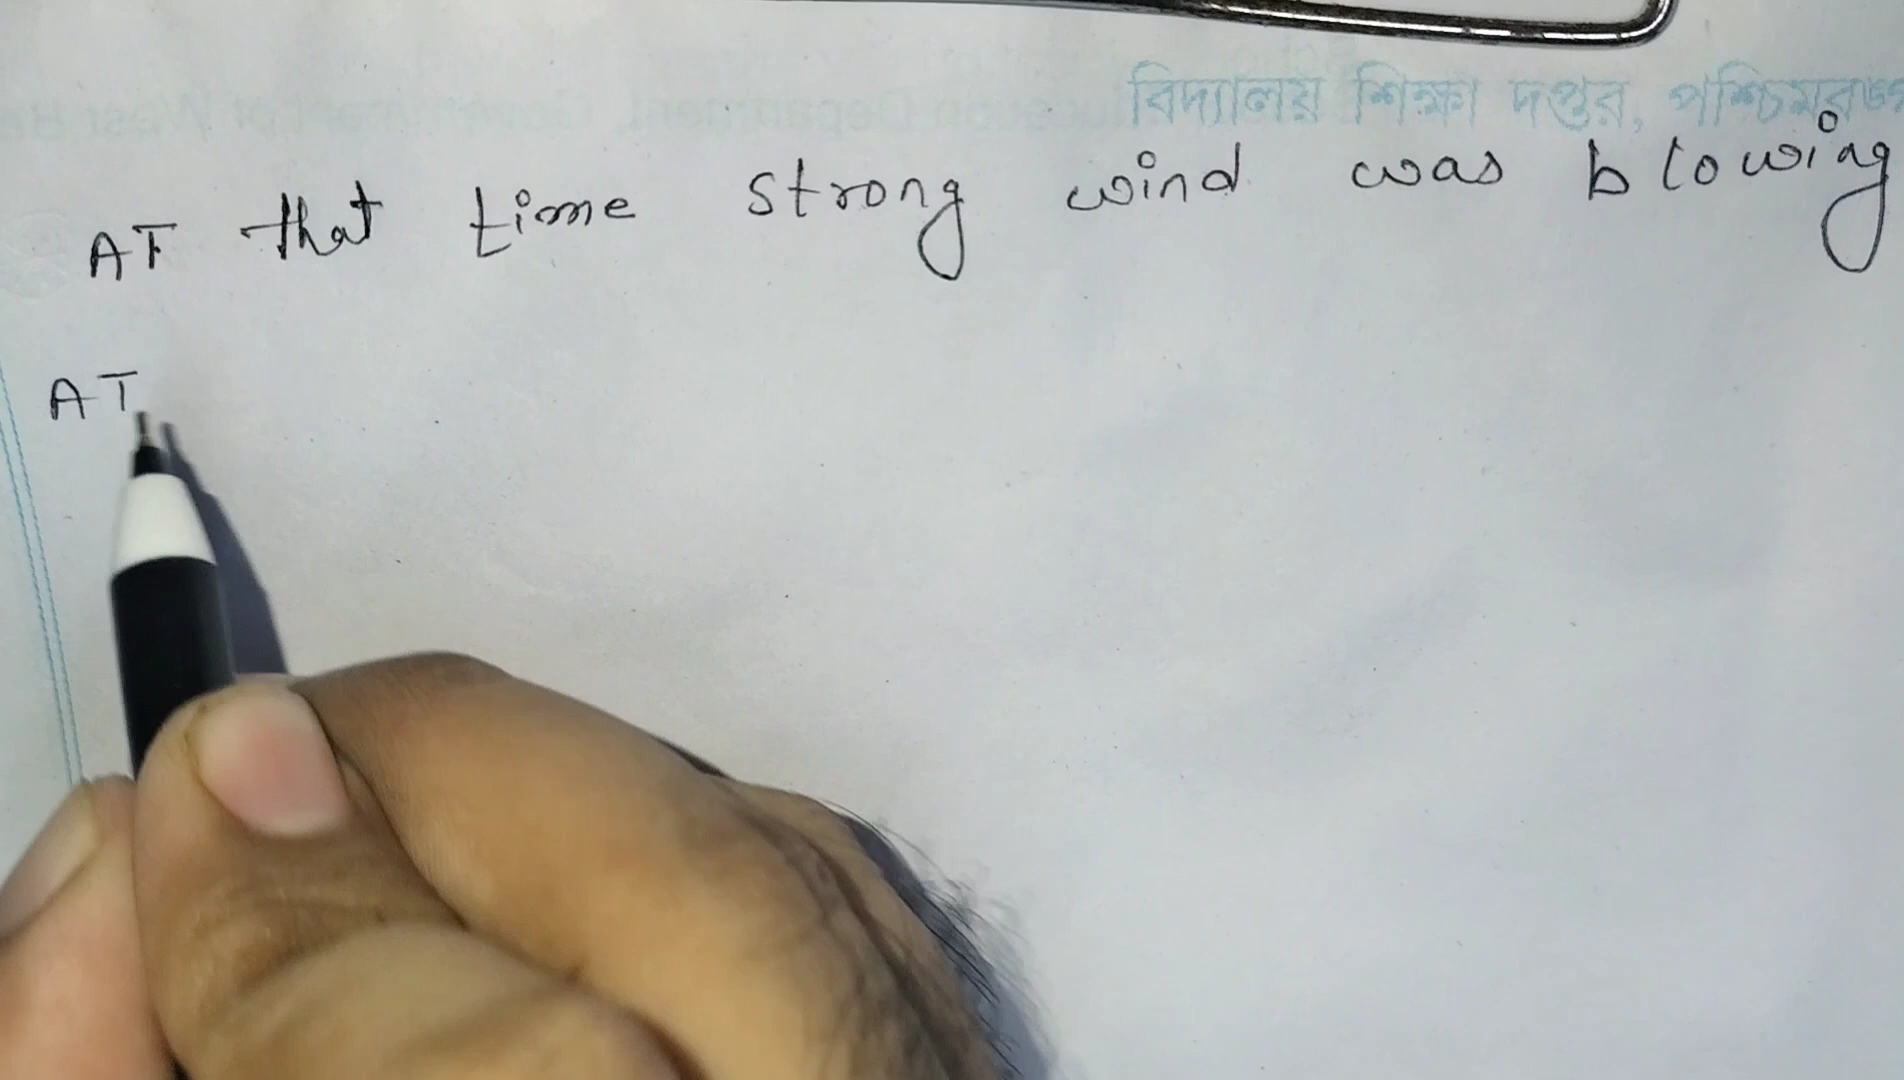 বিদ্যালয় শিক্ষা দপ্তর, পশ্চিমবঙ্গ
AT that time strong wind was blowing
AT